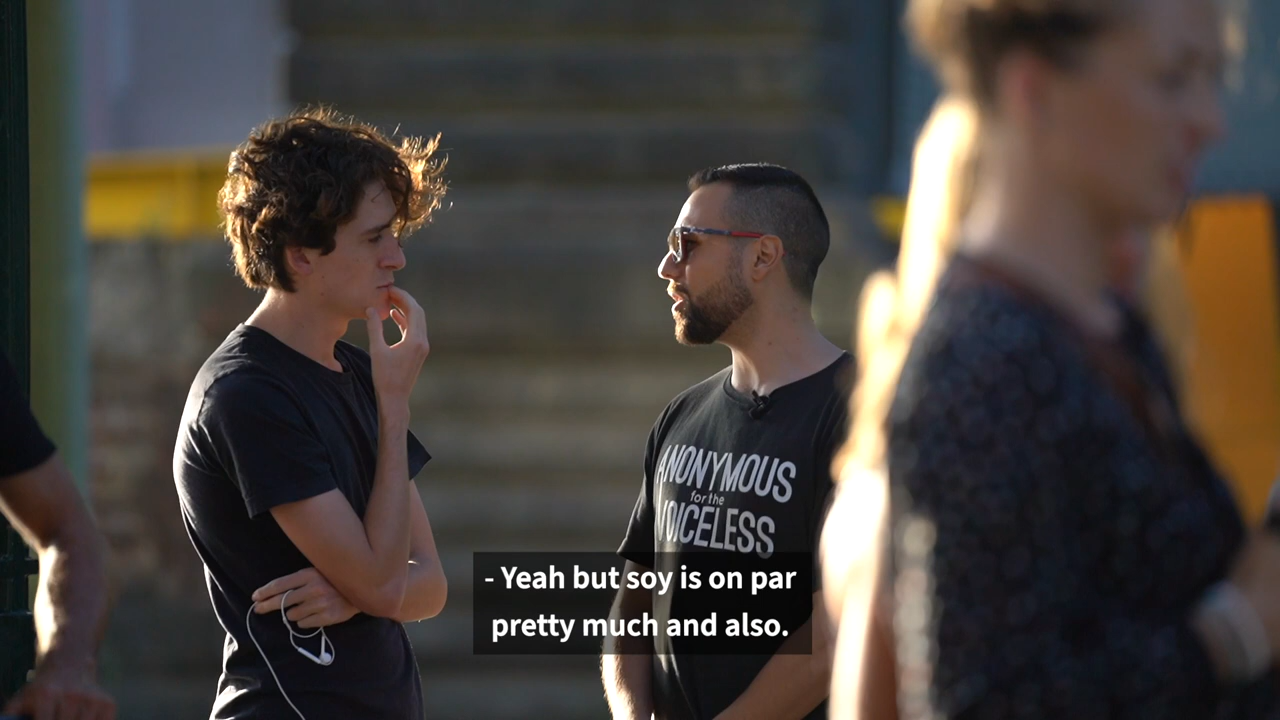 ANONYMOUS
for the
VOICELESS
- Yeah but soy is on par
pretty much and also.